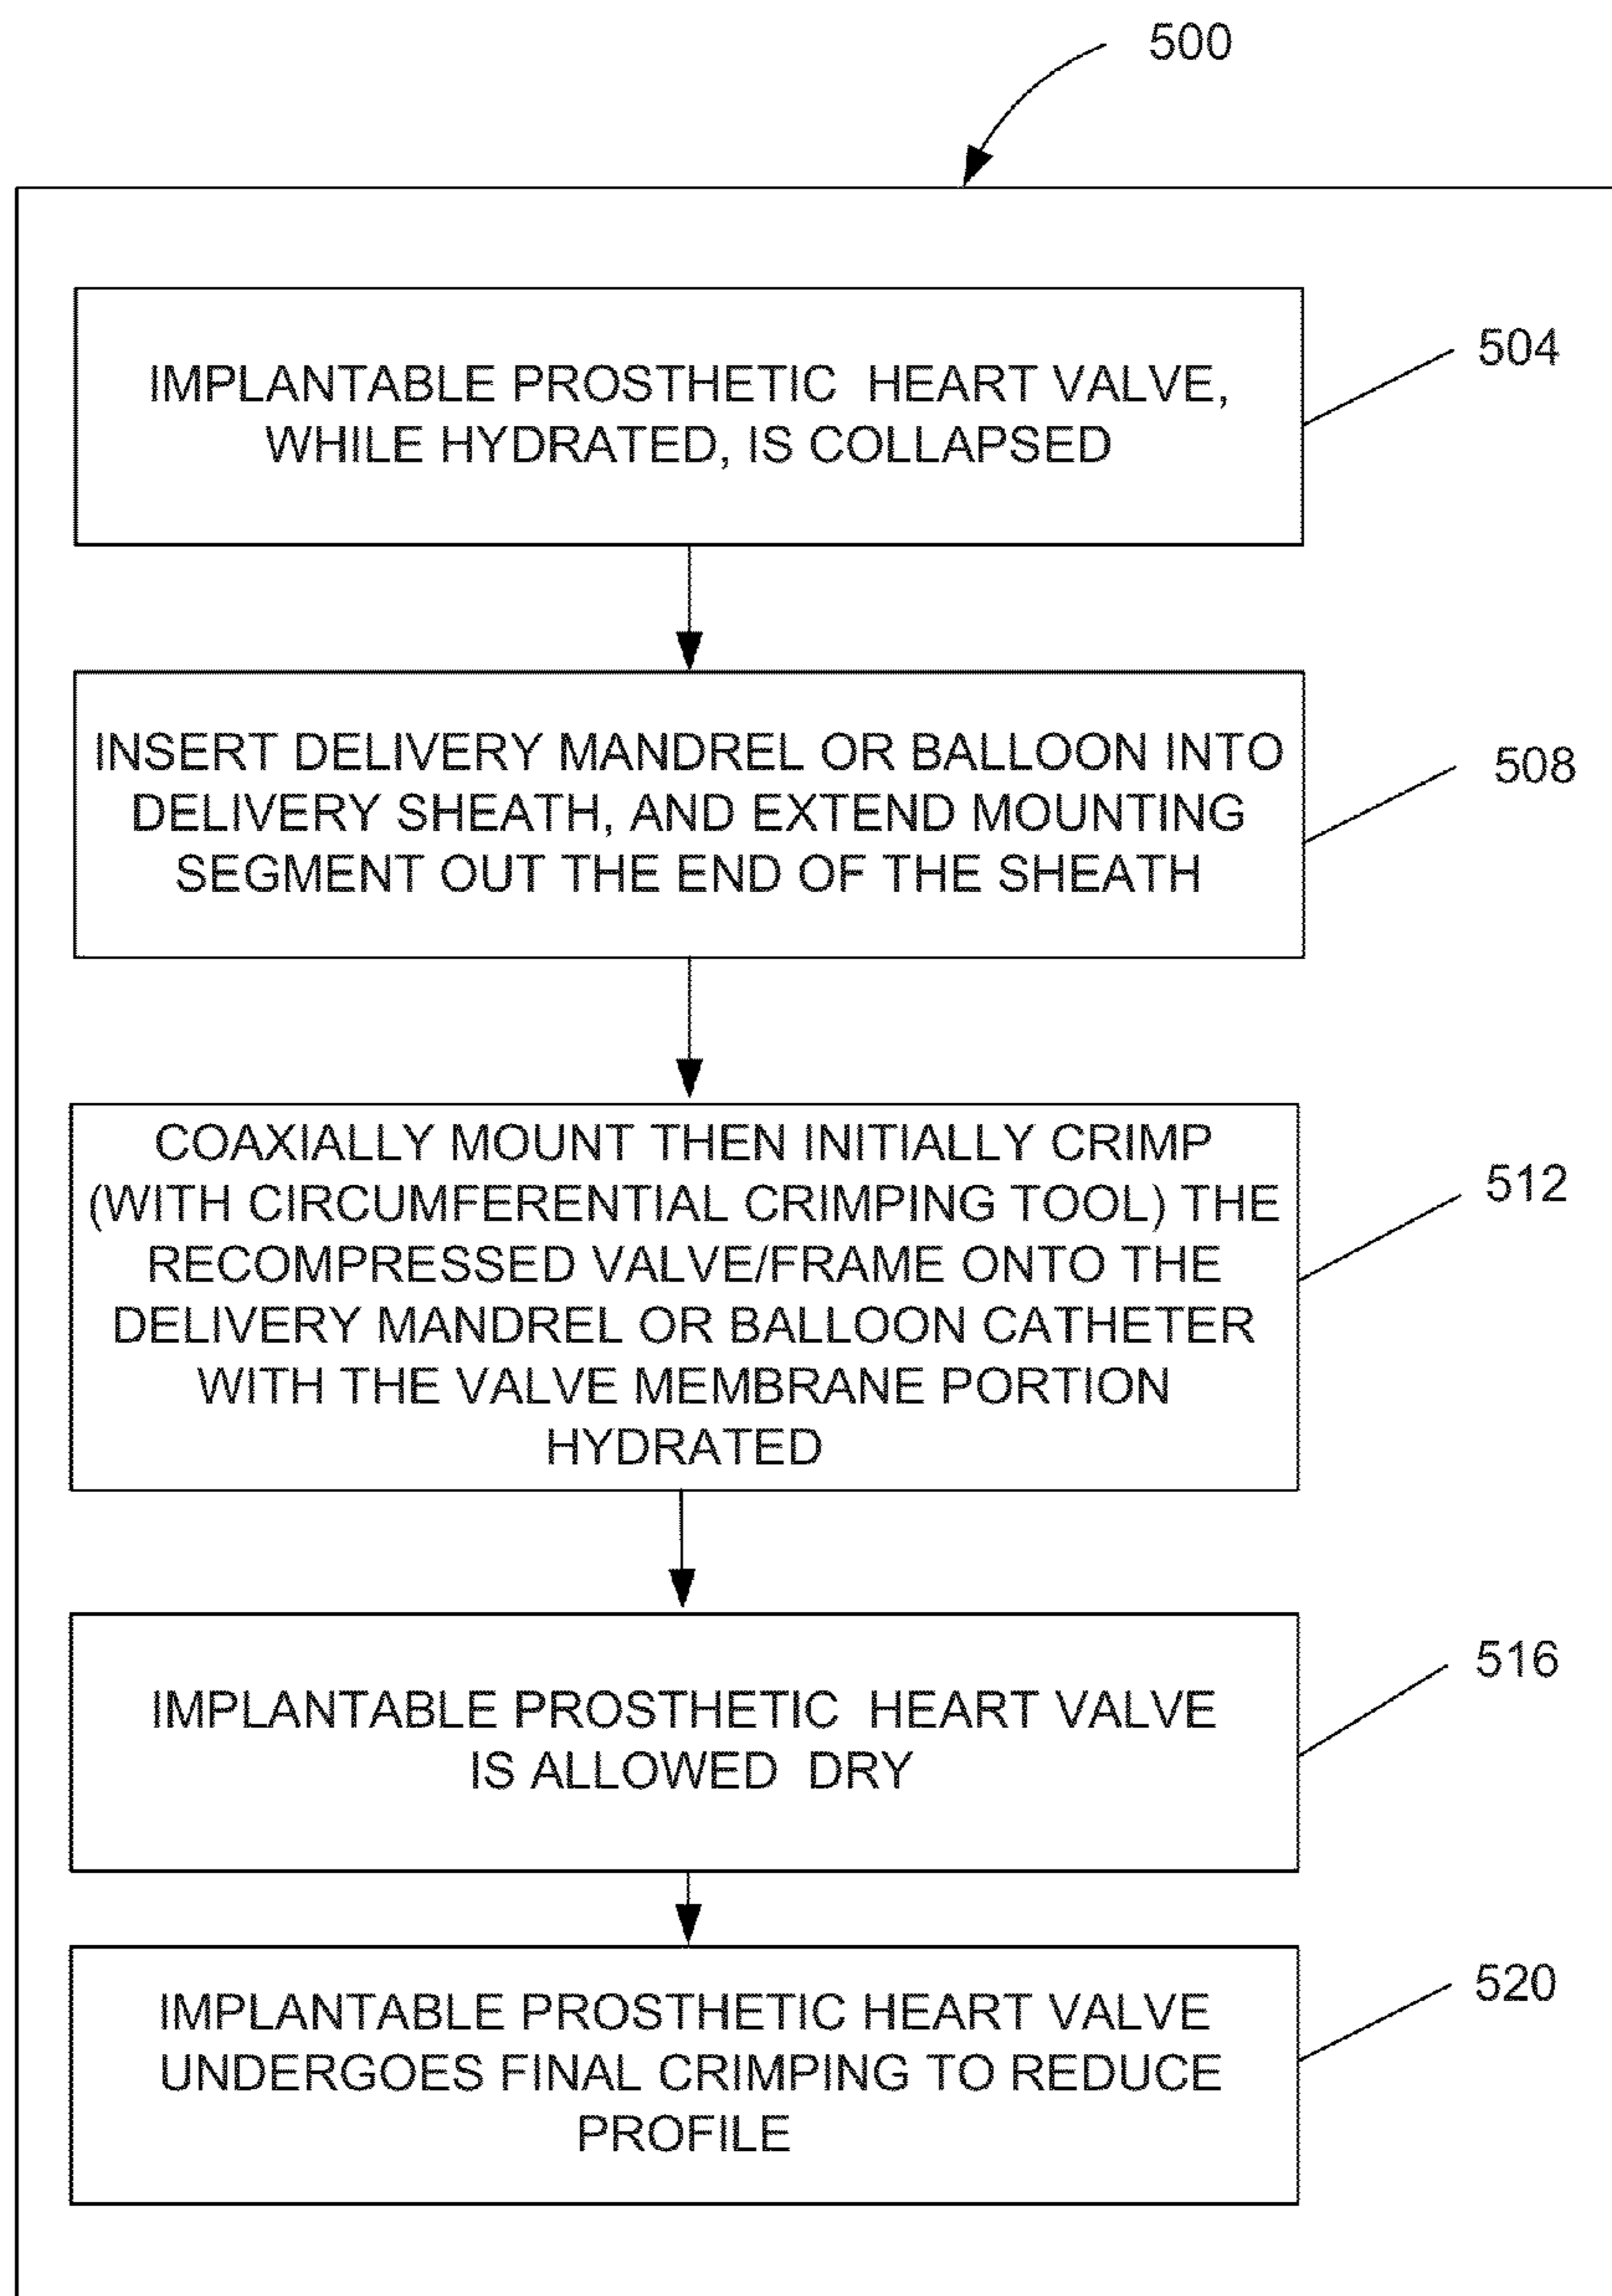 500
IMPLANTABLE PROSTHETIC HEART VALVE,
WHILE HYDRATED, IS COLLAPSED
504
INSERT DELIVERY MANDREL OR BALLOON INTO
DELIVERY SHEATH, AND EXTEND MOUNTING
SEGMENT OUT THE END OF THE SHEATH
508
COAXIALLY MOUNT THEN INITIALLY CRIMP
(WITH CIRCUMFERENTIAL CRIMPING TOOL) THE
RECOMPRESSED VALVE/FRAME ONTO THE
DELIVERY MANDREL OR BALLOON CATHETER
WITH THE VALVE MEMBRANE PORTION
HYDRATED
512
IMPLANTABLE PROSTHETIC HEART VALVE
IS ALLOWED DRY
516
IMPLANTABLE PROSTHETIC HEART VALVE
UNDERGOES FINAL CRIMPING TO REDUCE
PROFILE
520